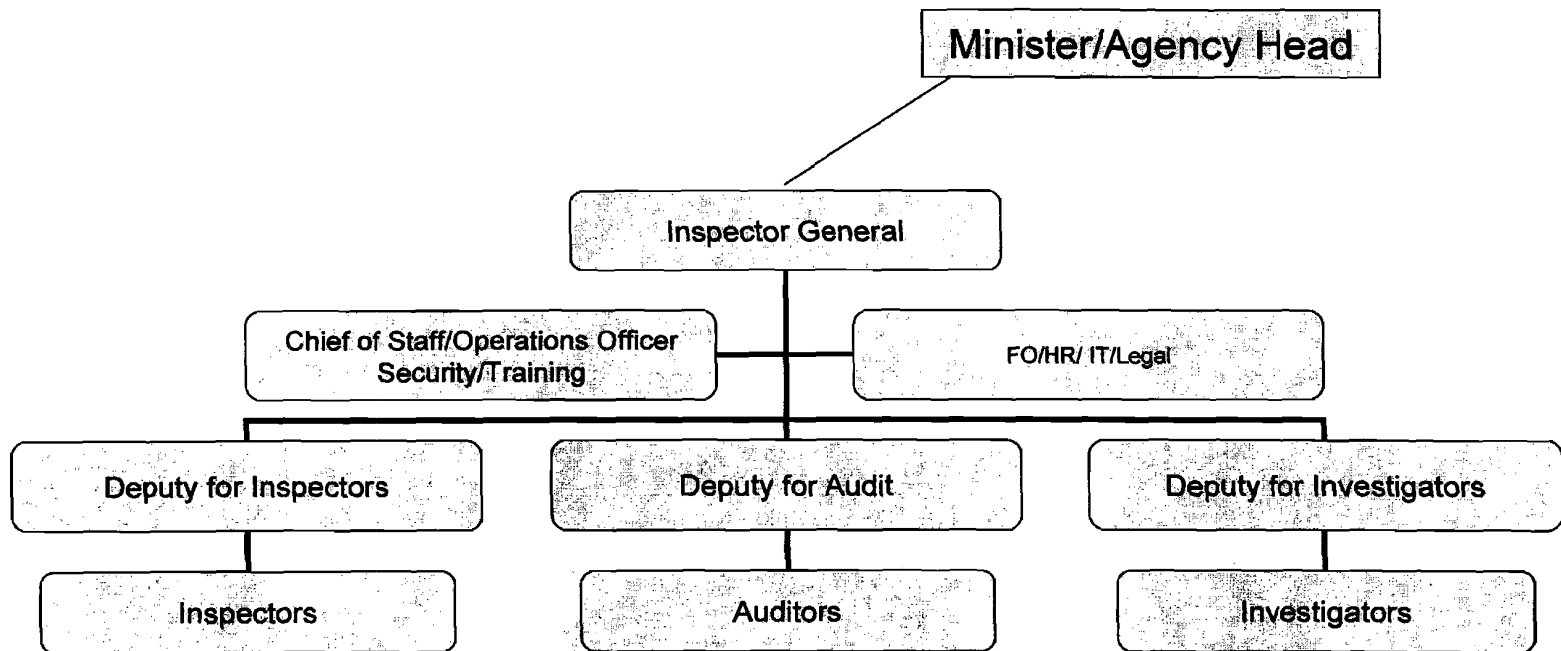 Minister/Agency Head
Inspector General
Chief of Staff/Operations Officer
Security/Training
FO/HR/ IT/Legal
Deputy for Inspectors
Deputy for Audit
Deputy for Investigators
Inspectors
Auditors
Investigators